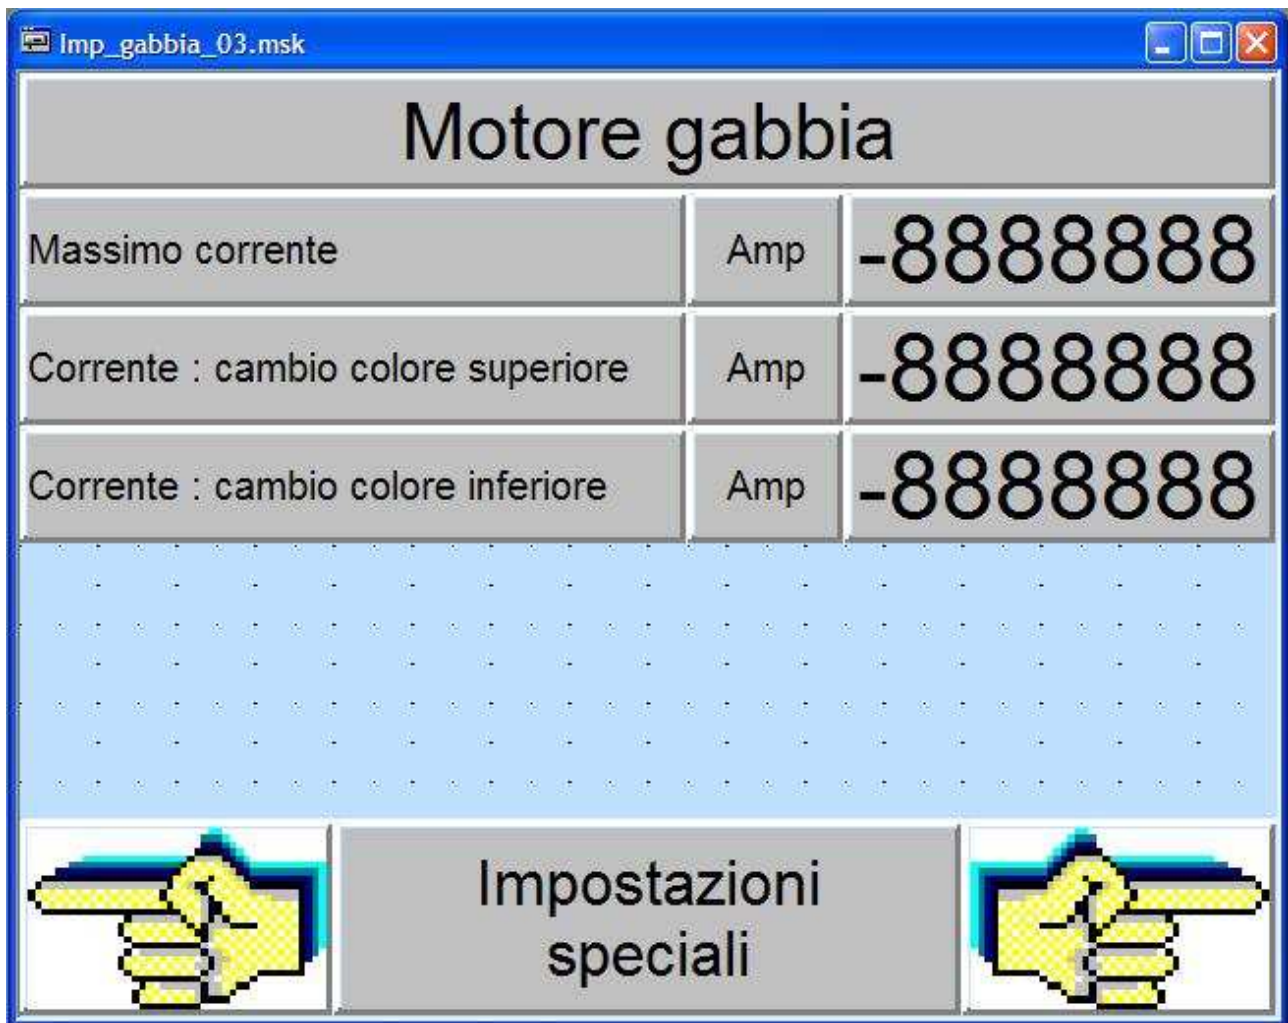 Imp_gabbia_03.msk
Motore gabbia
Massimo corrente Amp -8888888
Corrente : cambio colore superiore Amp -8888888
Corrente : cambio colore inferiore Amp -8888888
Impostazioni
speciali